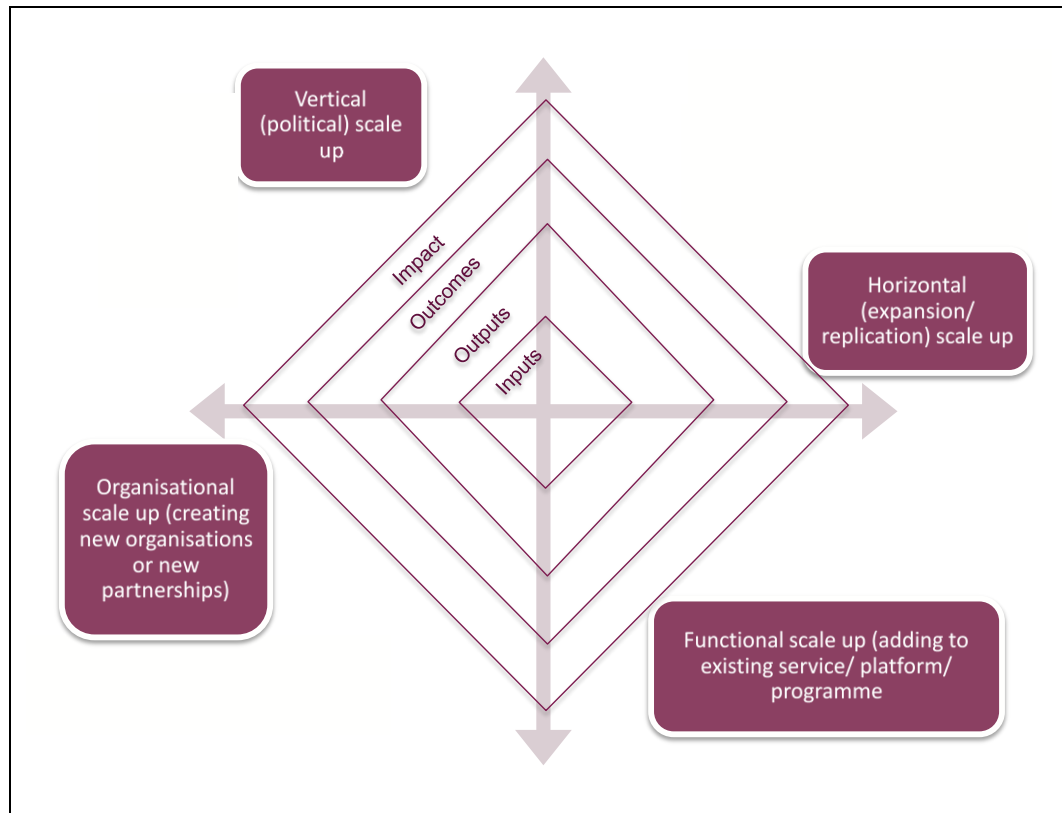 Vertical
(political) scale
up
Impact
Outcomes
Outputs
Inputs
Horizontal
(expansion/
replication) scale up
Organisational
scale up (creating
new organisations
or new
partnerships)
Functional scale up (adding to
existing service/ platform/
programme